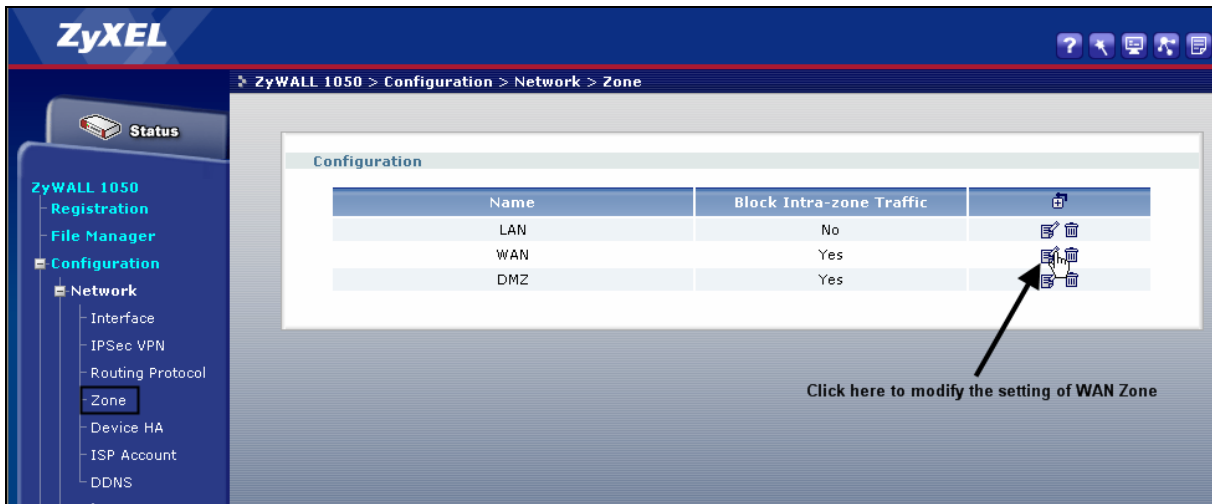 ZyXEL
?
ZyWALL 1050 > Configuration > Network > Zone
Status
ZyWALL 1050
Registration
File Manager
Configuration
Network
Interface
IPSec VPN
Routing Protocol
Zone
Device HA
ISP Account
DDNS
Configuration
Name Block Intra-zone Traffic
LAN No
WAN Yes
DMZ Yes
Click here to modify the setting of WAN Zone